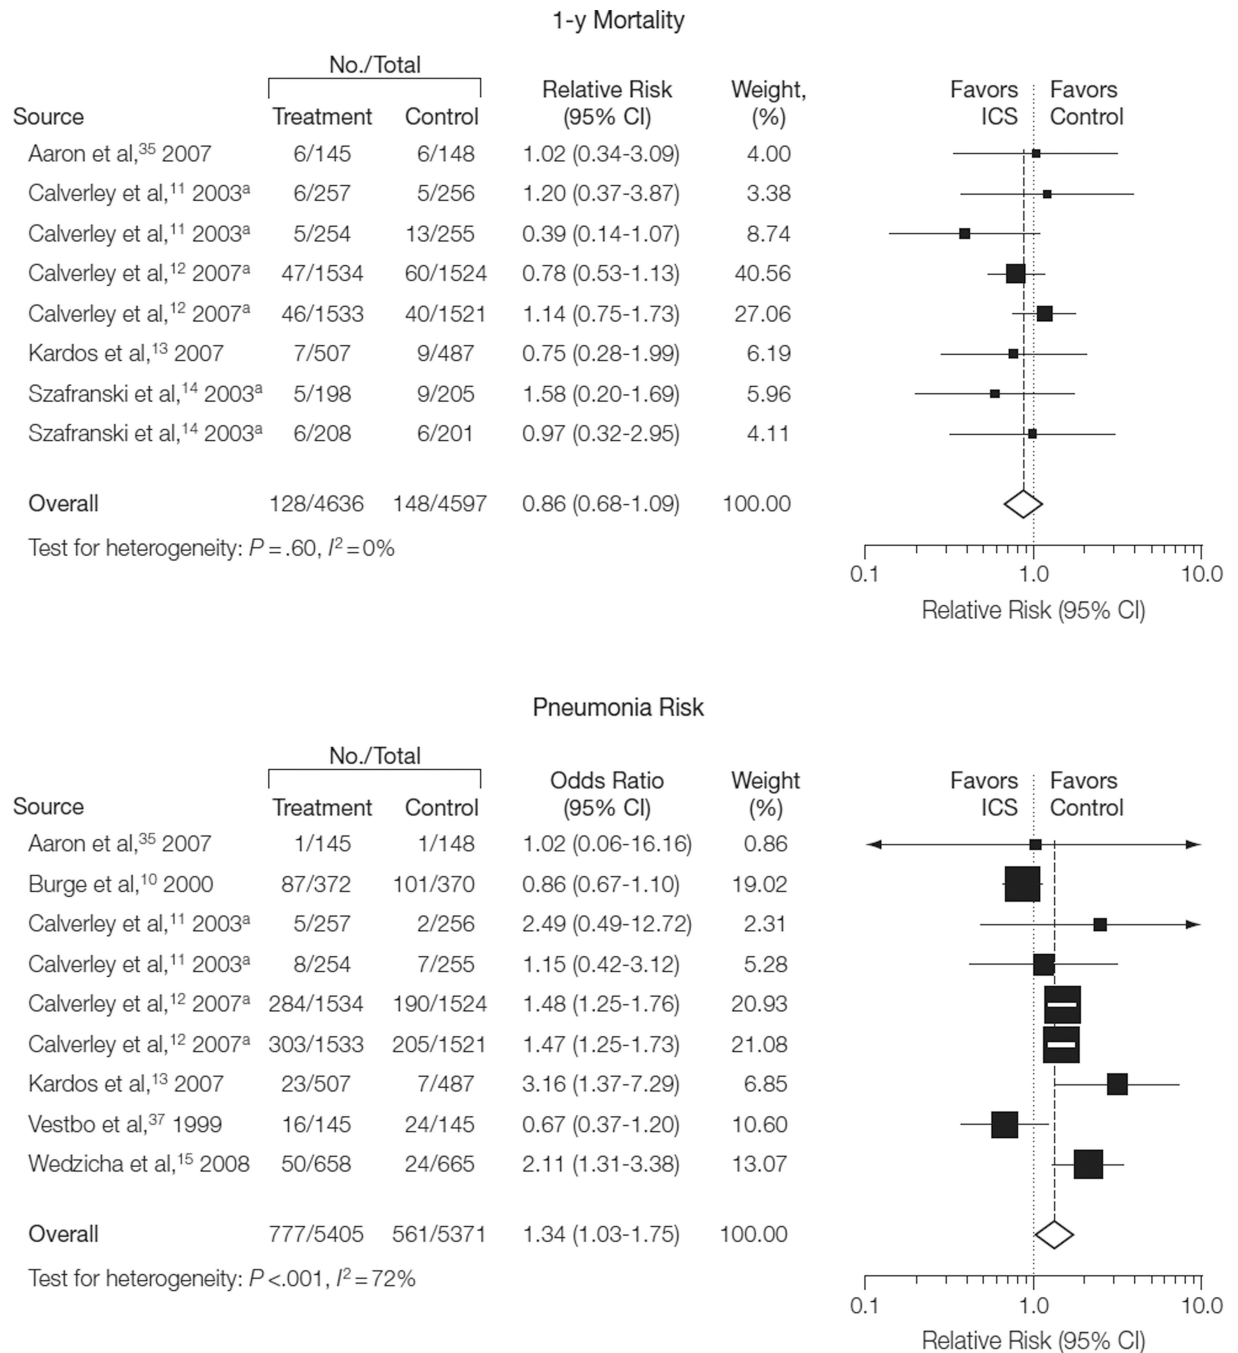 1-y Mortality
No./Total
Source Treatment Control Relative Risk (95% CI) Weight, (%) Favors ICS Favors Control
Aaron et al,35 2007 6/145 6/148 1.02 (0.34-3.09) 4.00
Calverley et al,11 2003a 6/257 5/256 1.20 (0.37-3.87) 3.38
Calverley et al,11 2003a 5/254 13/255 0.39 (0.14-1.07) 8.74
Calverley et al,12 2007a 47/1534 60/1524 0.78 (0.53-1.13) 40.56
Calverley et al,12 2007a 46/1533 40/1521 1.14 (0.75-1.73) 27.06
Kardos et al,13 2007 7/507 9/487 0.75 (0.28-1.99) 6.19
Szafranski et al,14 2003a 5/198 9/205 1.58 (0.20-1.69) 5.96
Szafranski et al,14 2003a 6/208 6/201 0.97 (0.32-2.95) 4.11
Overall 128/4636 148/4597 0.86 (0.68-1.09) 100.00
Test for heterogeneity: P = .60, I2 = 0%
0.1 1.0 10.0
Relative Risk (95% CI)
Pneumonia Risk
No./Total
Source Treatment Control Odds Ratio (95% CI) Weight (%) Favors ICS Favors Control
Aaron et al,35 2007 1/145 1/148 1.02 (0.06-16.16) 0.86
Burge et al,10 2000 87/372 101/370 0.86 (0.67-1.10) 19.02
Calverley et al,11 2003a 5/257 2/256 2.49 (0.49-12.72) 2.31
Calverley et al,11 2003a 8/254 7/255 1.15 (0.42-3.12) 5.28
Calverley et al,12 2007a 284/1534 190/1524 1.48 (1.25-1.76) 20.93
Calverley et al,12 2007a 303/1533 205/1521 1.47 (1.25-1.73) 21.08
Kardos et al,13 2007 23/507 7/487 3.16 (1.37-7.29) 6.85
Vestbo et al,37 1999 16/145 24/145 0.67 (0.37-1.20) 10.60
Wedzicha et al,15 2008 50/658 24/665 2.11 (1.31-3.38) 13.07
Overall 777/5405 561/5371 1.34 (1.03-1.75) 100.00
Test for heterogeneity: P <.001, I2 = 72%
0.1 1.0 10.0
Relative Risk (95% CI)